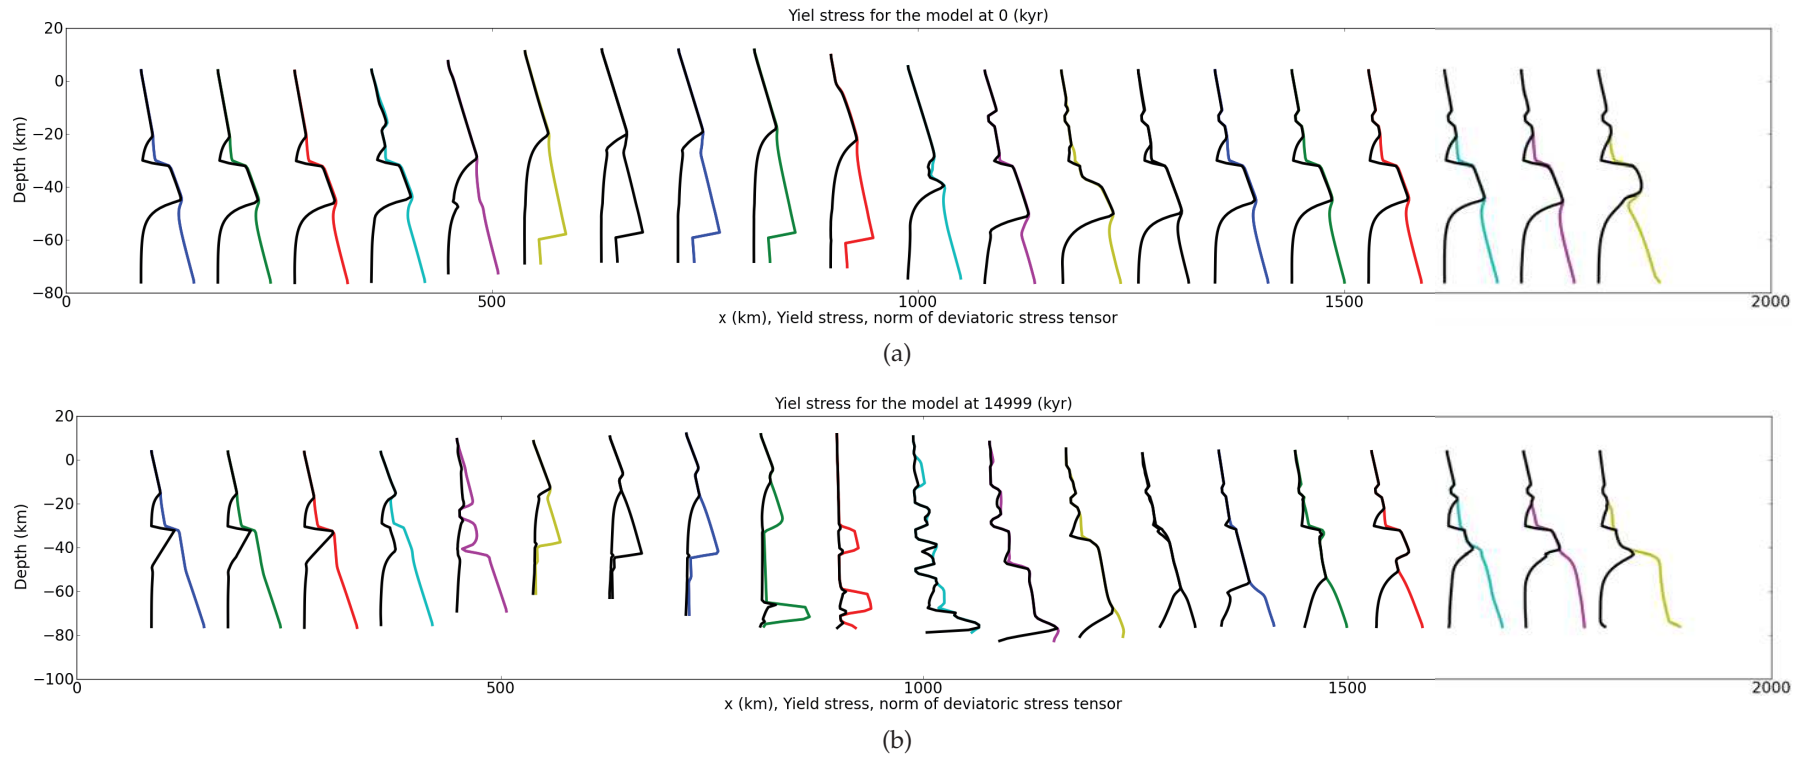 Yiel stress for the model at 0 (kyr)
20
0
−20
−40
−60
−80
Depth (km)
0
500
1000
1500
2000
x (km), Yield stress, norm of deviatoric stress tensor
(a)
Yiel stress for the model at 14999 (kyr)
20
0
−20
−40
−60
−80
−100
Depth (km)
0
500
1000
1500
2000
x (km), Yield stress, norm of deviatoric stress tensor
(b)